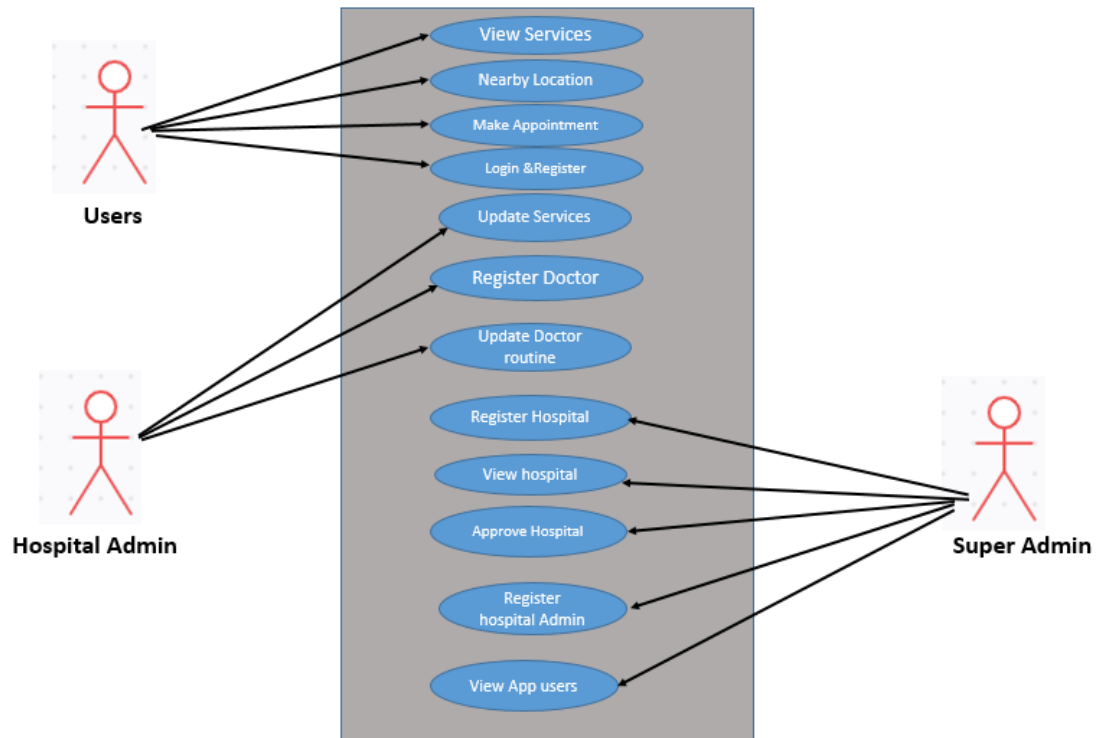 View Services
Nearby Location
Make Appointment
Login &Register
Users
Update Services
Register Doctor
Update Doctor
routine
Register Hospital
View hospital
Approve Hospital
Hospital Admin
Super Admin
Register
hospital Admin
View App users